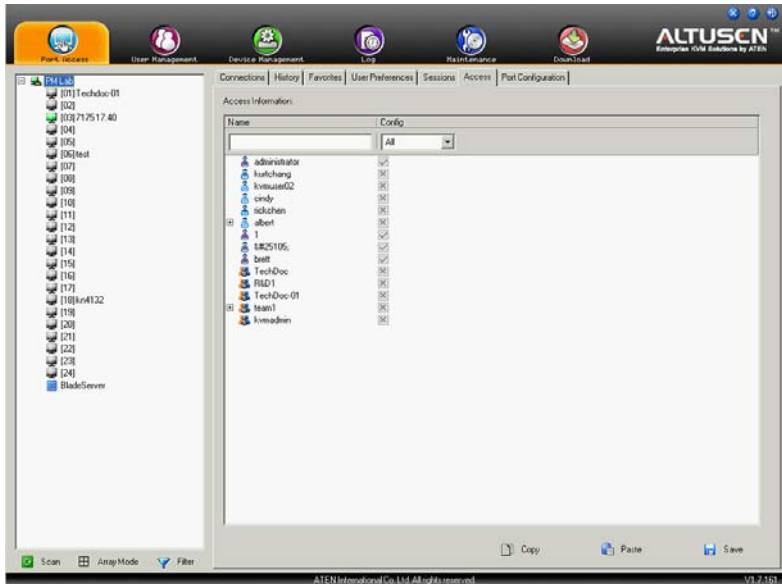 ALTUSEN™
Enterprise KVM Solutions by ATEN
Port Access
User Management
Device Management
Log
Maintenance
Download
PM Lab
[01]Techdoc-01
[02]
[03]717517.40
[04]
[05]
[06]test
[07]
[08]
[09]
[10]
[11]
[12]
[13]
[14]
[15]
[16]
[17]
[18]kn4132
[19]
[20]
[21]
[22]
[23]
[24]
BladeServer
Scan
Array Mode
Filter
Connections
History
Favorites
User Preferences
Sessions
Access
Port Configuration
Access Information:
Name
Config
All
administrator
kurtchang
kvmuser02
cindy
rickchen
albert
1
&#25105;
brett
TechDoc
R&D1
TechDoc-01
team1
kvmadmin
Copy
Paste
Save
ATEN International Co. Ltd. All rights reserved.
V1.7.161